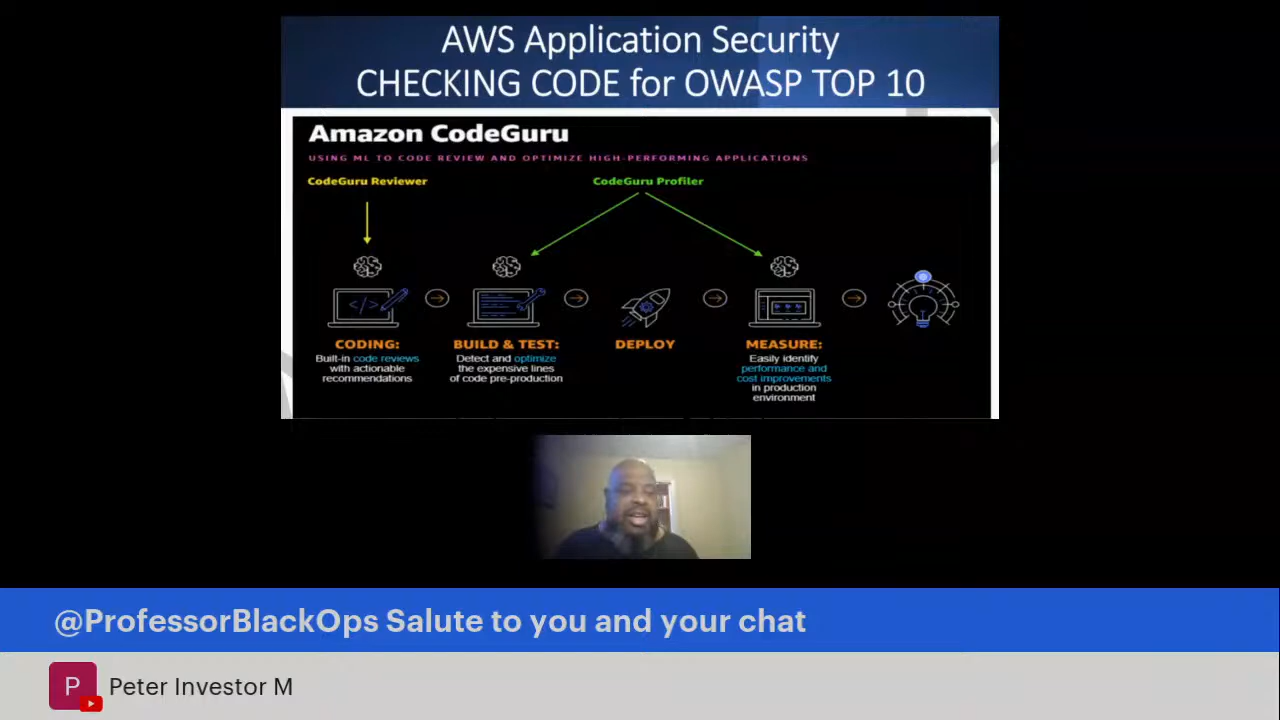 AWS Application Security
CHECKING CODE for OWASP TOP 10
Amazon CodeGuru
USING ML TO CODE REVIEW AND OPTIMIZE HIGH-PERFORMING APPLICATIONS
CodeGuru Reviewer
CodeGuru Profiler
</>
CODING:
Built-in code reviews
with actionable
recommendations
BUILD & TEST:
Detect and optimize
the expensive lines
of code pre-production
DEPLOY
MEASURE:
Easily identify
performance and
cost improvements
in production
environment
@ProfessorBlackOps Salute to you and your chat
P
Peter Investor M